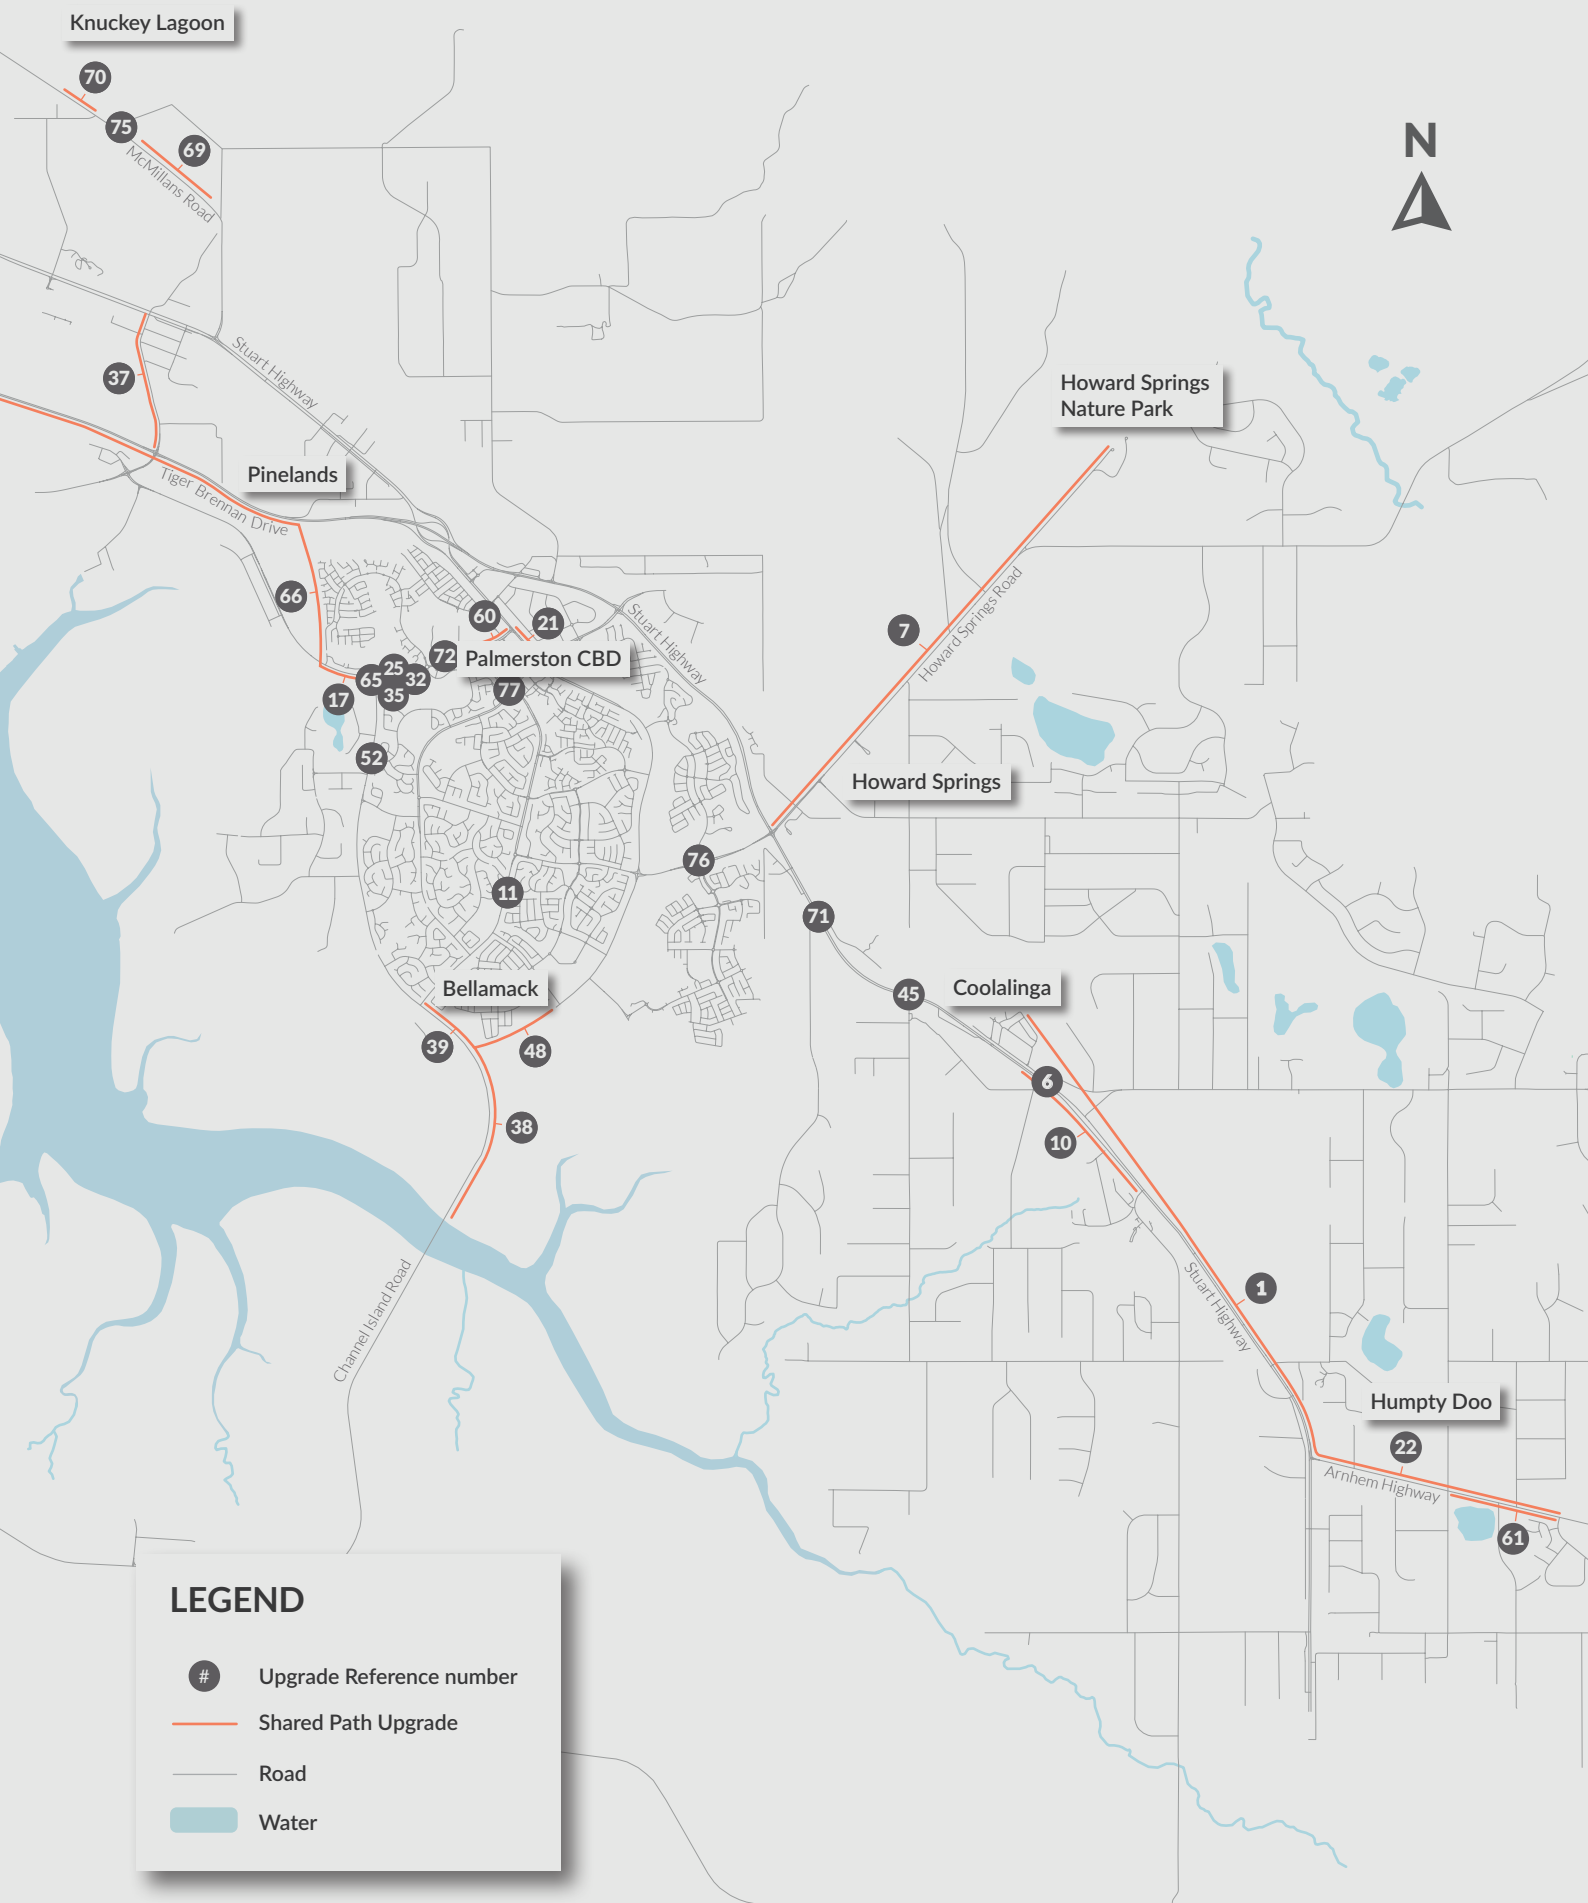 Knuckey Lagoon
70
75
69
McMillans Road
N
37
Stuart Highway
Howard Springs
Nature Park
Pinelands
Tiger Brennan Drive
66
60
21
Stuart Highway
7
Howard Springs Road
72
Palmerston CBD
25
65
32
35
17
77
52
Howard Springs
76
11
71
Bellamack
45
Coolalinga
39
48
6
38
10
Channel Island Road
Stuart Highway
1
Humpty Doo
22
Arnhem Highway
61
LEGEND
# Upgrade Reference number
Shared Path Upgrade
Road
Water